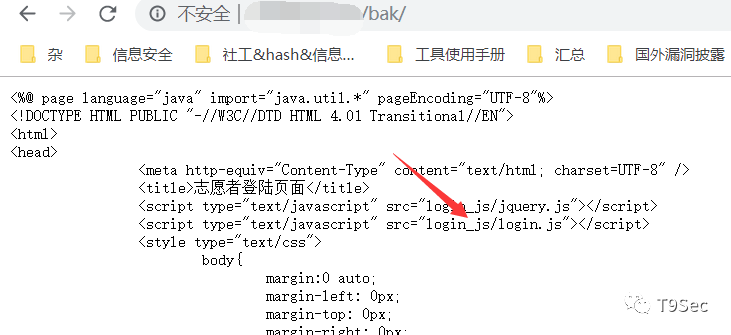 不安全 /bak/
杂 信息安全 社工&hash&信息... 工具使用手册 汇总 国外漏洞披露
<%@ page language="java" import="java.util.*" pageEncoding="UTF-8"%>
<!DOCTYPE HTML PUBLIC "-//W3C//DTD HTML 4.01 Transitional//EN">
<html>
<head>
<meta http-equiv="Content-Type" content="text/html; charset=UTF-8" />
<title>志愿者登陆页面</title>
<script type="text/javascript" src="login_js/jquery.js"></script>
<script type="text/javascript" src="login_js/login.js"></script>
<style type="text/css">
body{
margin:0 auto;
margin-left: 0px;
margin-top: 0px;
margin-right: 0px;
T9Sec